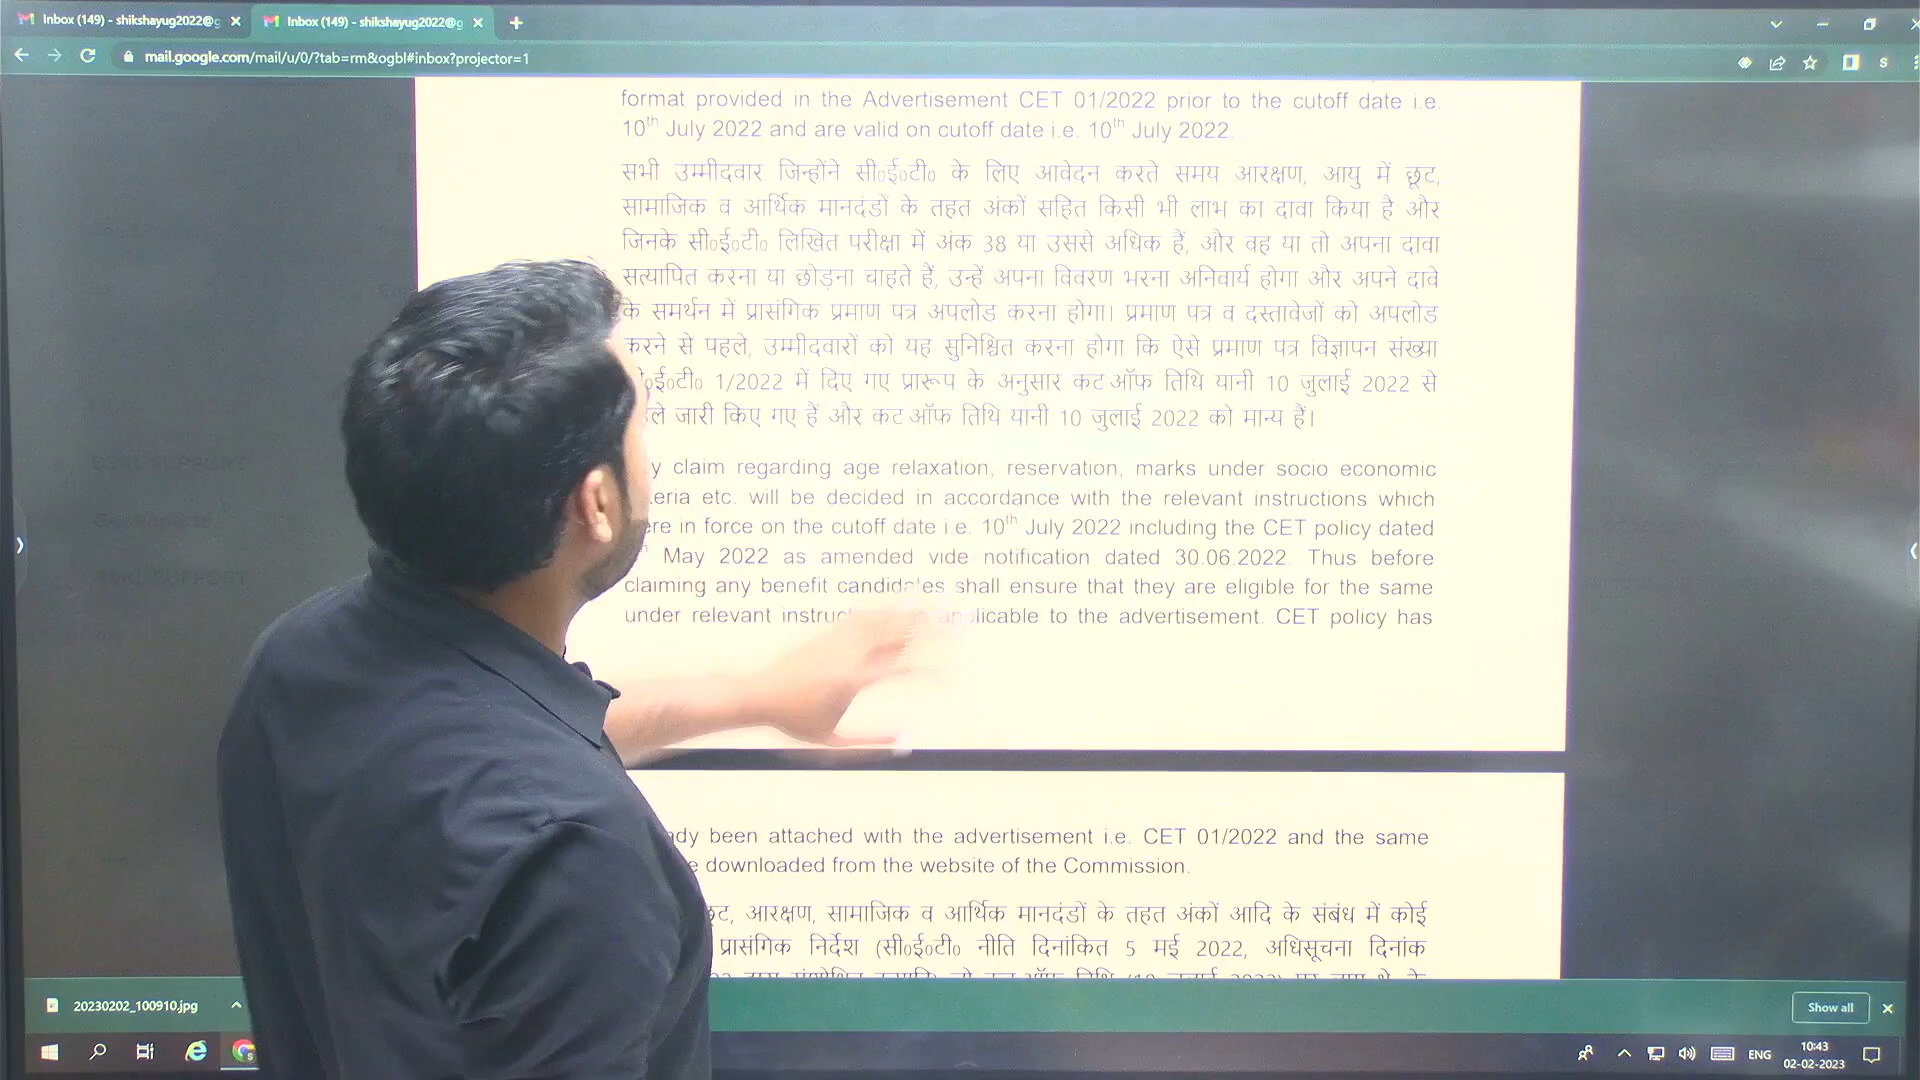 Inbox (149) - shikshayug2022@g
Inbox (149) - shikshayug2022@g
mail.google.com/mail/u/0/?tab=rm&ogbl#inbox?projector=1
format provided in the Advertisement CET 01/2022 prior to the cutoff date i.e.
10th July 2022 and are valid on cutoff date i.e. 10th July 2022.
सभी उम्मीदवार जिन्होंने सी०ई०टी० के लिए आवेदन करते समय आरक्षण, आयु में छूट,
सामाजिक व आर्थिक मानदंडों के तहत अंकों सहित किसी भी लाभ का दावा किया है और
जिनके सी०ई०टी० लिखित परीक्षा में अंक 38 या उससे अधिक हैं, और वह या तो अपना दावा
सत्यापित करना या छोड़ना चाहते हैं, उन्हें अपना विवरण भरना अनिवार्य होगा और अपने दावे
के समर्थन में प्रासंगिक प्रमाण पत्र अपलोड करना होगा। प्रमाण पत्र व दस्तावेजों को अपलोड
करने से पहले, उम्मीदवारों को यह सुनिश्चित करना होगा कि ऐसे प्रमाण पत्र विज्ञापन संख्या
ई०टी० 1/2022 में दिए गए प्रारूप के अनुसार कट ऑफ तिथि यानी 10 जुलाई 2022 से
जारी किए गए हैं और कट ऑफ तिथि यानी 10 जुलाई 2022 को मान्य हैं।
claim regarding age relaxation, reservation, marks under socio economic
etc. will be decided in accordance with the relevant instructions which
in force on the cutoff date i.e. 10th July 2022 including the CET policy dated
May 2022 as amended vide notification dated 30.06.2022. Thus before
claiming any benefit candidates shall ensure that they are eligible for the same
under relevant applicable to the advertisement. CET policy has
been attached with the advertisement i.e. CET 01/2022 and the same
downloaded from the website of the Commission.
आरक्षण, सामाजिक व आर्थिक मानदंडों के तहत अंकों आदि के संबंध में कोई
प्रासंगिक निर्देश (सी०ई०टी० नीति दिनांकित 5 मई 2022, अधिसूचना दिनांक
20230202_100910.jpg
Show all
ENG
10:43
02-02-2023